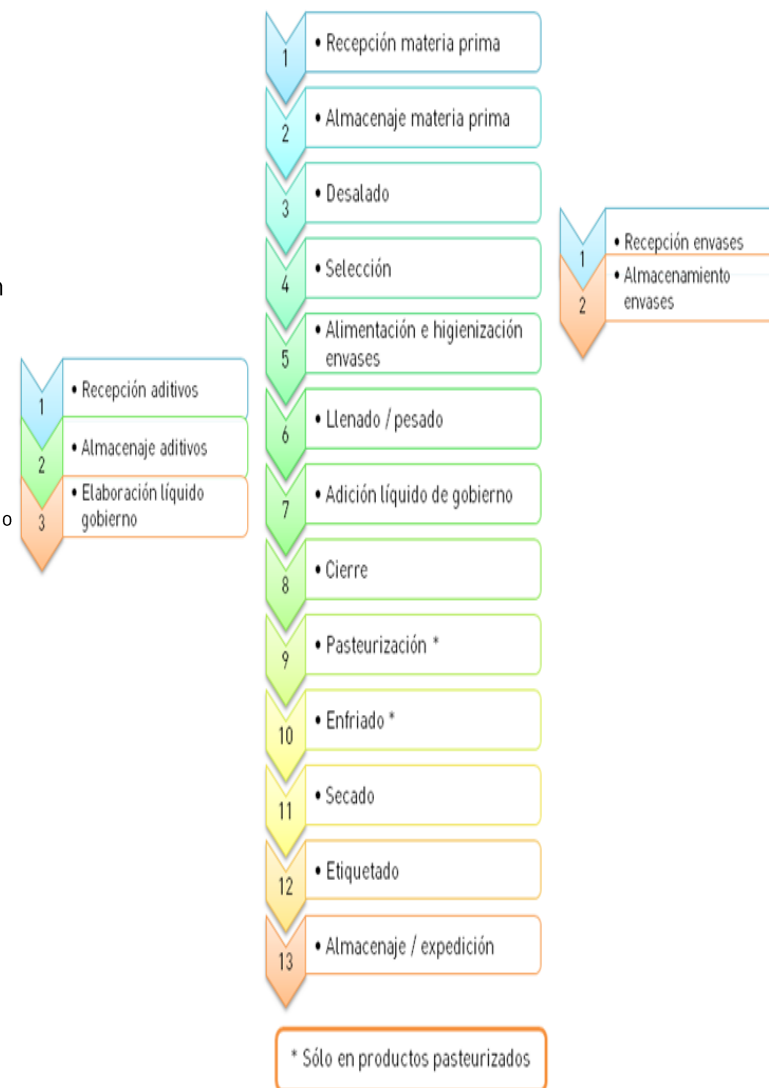 1
• Recepción materia prima
2
• Almacenaje materia prima
3
• Desalado
4
• Selección
5
• Alimentación e higienización
envases
6
• Llenado / pesado
7
• Adición líquido de gobierno
8
• Cierre
9
• Pasteurización *
10
• Enfriado *
11
• Secado
12
• Etiquetado
13
• Almacenaje / expedición
1
• Recepción envases
2
• Almacenamiento
envases
n
1
• Recepción aditivos
2
• Almacenaje aditivos
3
• Elaboración líquido
gobierno
o
* Sólo en productos pasteurizados